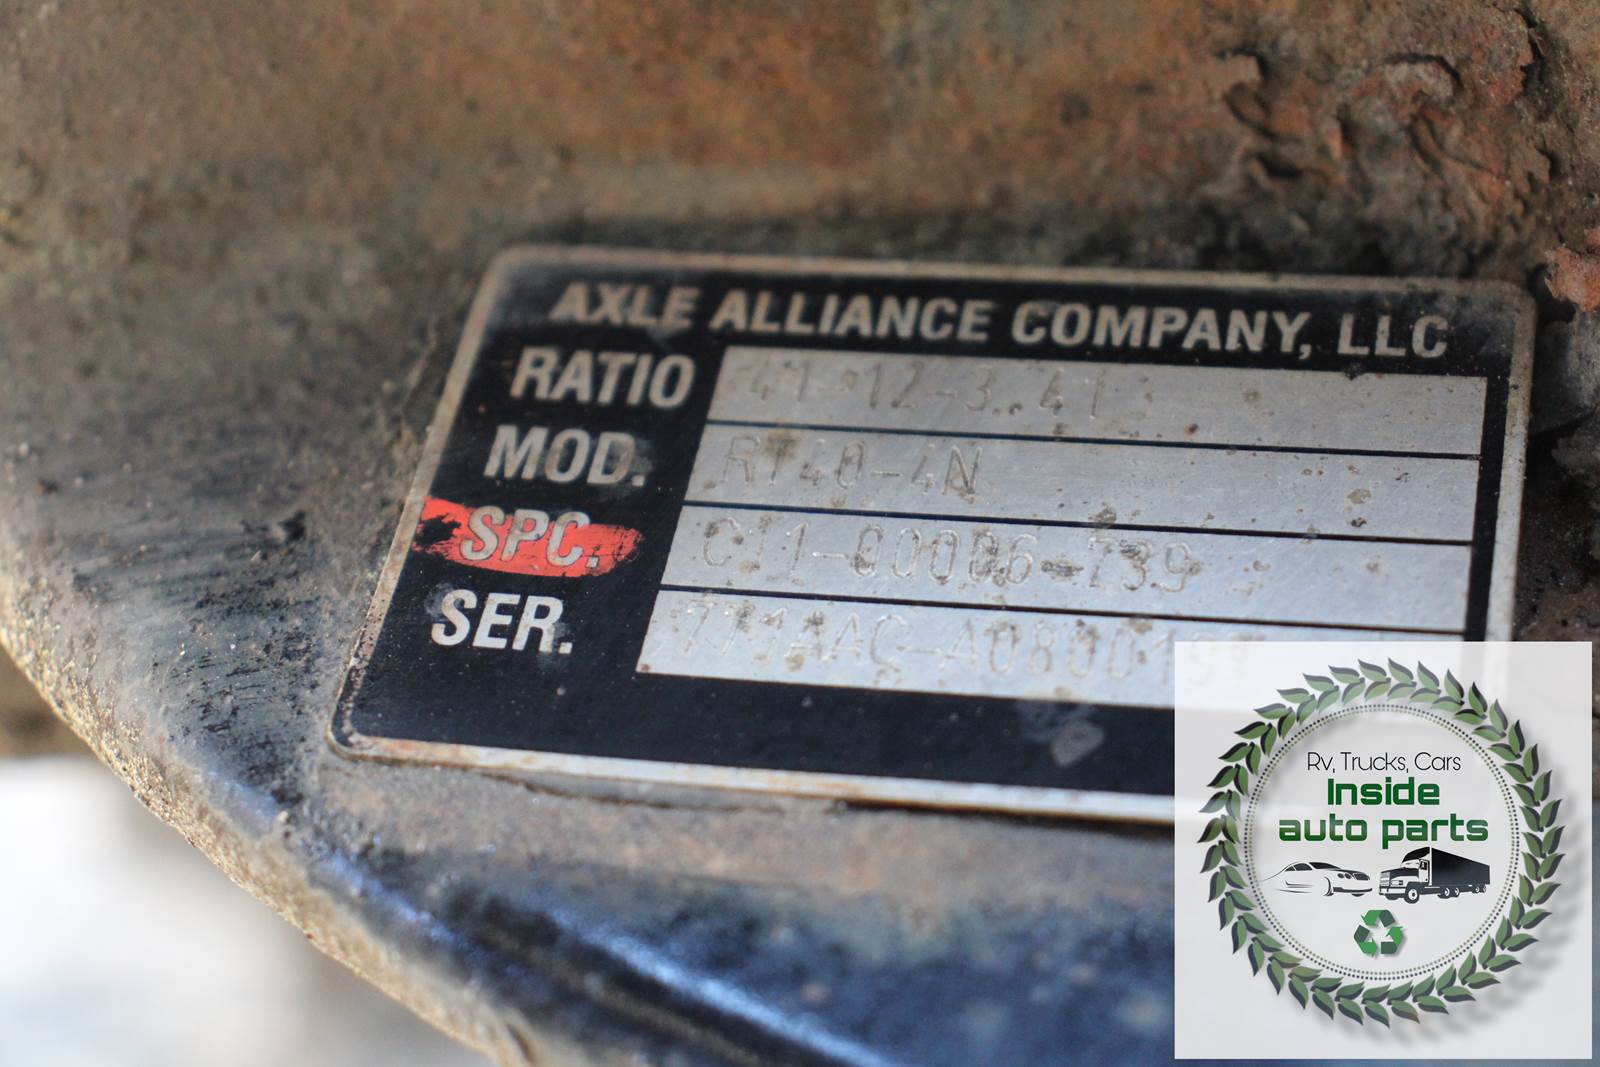 AXLE ALLIANCE COMPANY, LLC
RATIO 41-12-3.41
MOD. RT40-4N
SPC. C11-00006-739
SER.
Rv, Trucks, Cars
Inside
auto parts